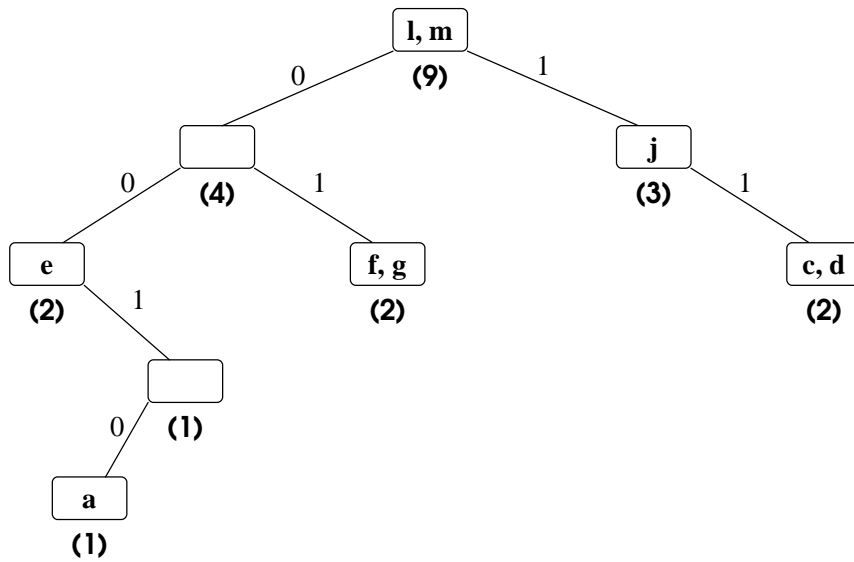 l, m
(9)
0
1
j
(4)
(3)
0
1
1
e
f, g
c, d
(2)
(2)
(2)
1
(1)
0
a
(1)